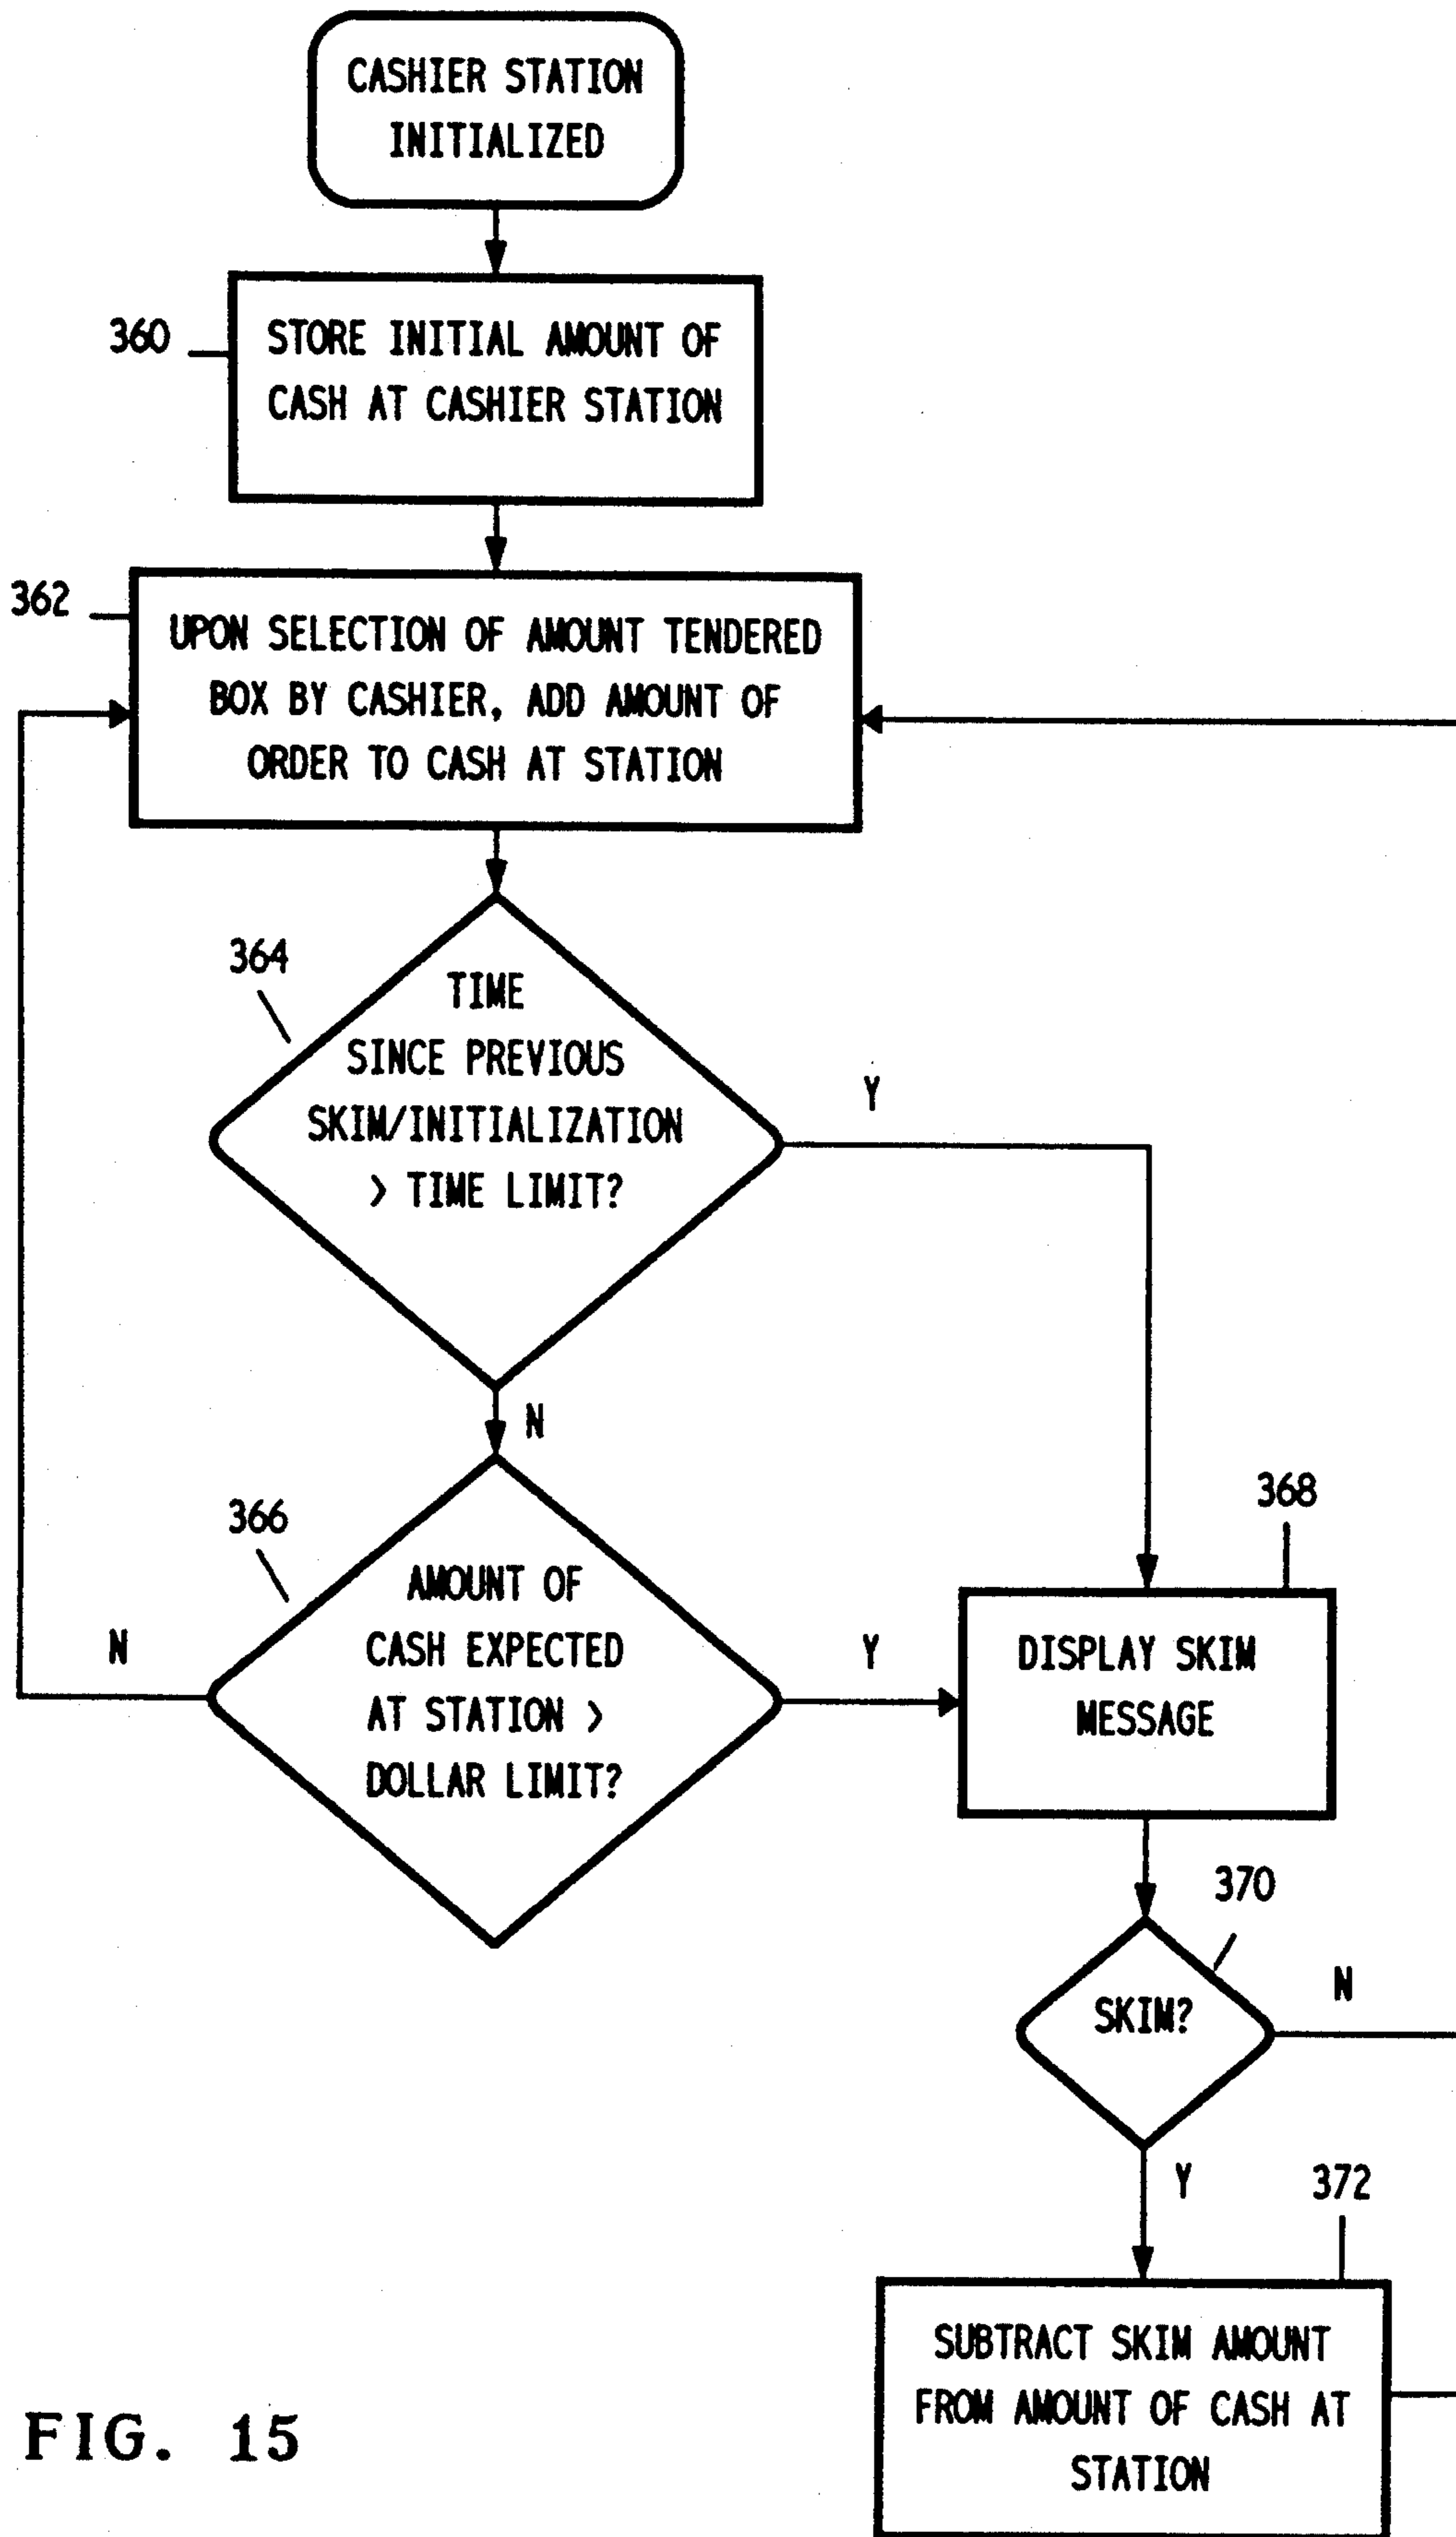 CASHIER STATION
INITIALIZED
360
STORE INITIAL AMOUNT OF
CASH AT CASHIER STATION
362
UPON SELECTION OF AMOUNT TENDERED
BOX BY CASHIER, ADD AMOUNT OF
ORDER TO CASH AT STATION
364
TIME
SINCE PREVIOUS
SKIM/INITIALIZATION
> TIME LIMIT?
Y
N
366
AMOUNT OF
CASH EXPECTED
AT STATION >
DOLLAR LIMIT?
N
Y
368
DISPLAY SKIM
MESSAGE
370
SKIM?
N
Y
372
SUBTRACT SKIM AMOUNT
FROM AMOUNT OF CASH AT
STATION
FIG. 15